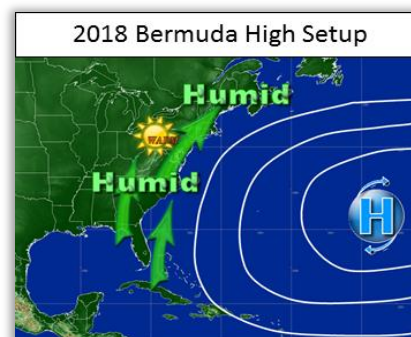 2018 Bermuda High Setup
Humid
WARM
Humid
H